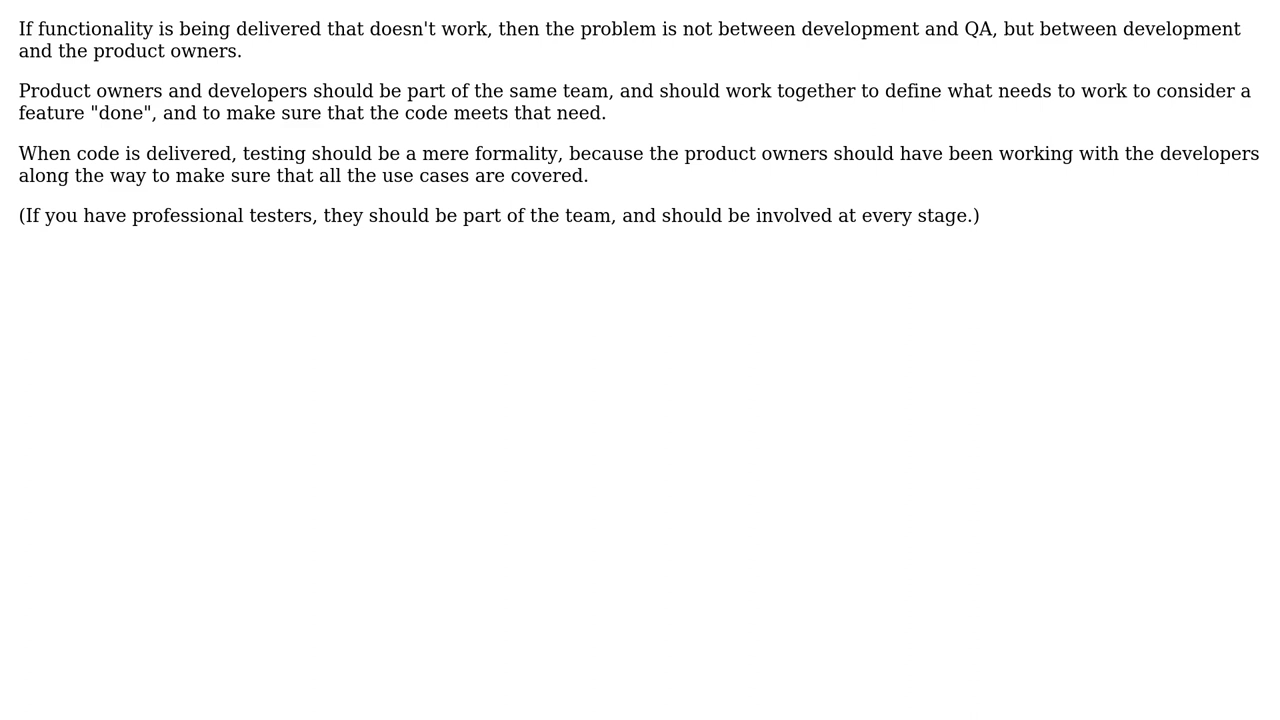 If functionality is being delivered that doesn't work, then the problem is not between development and QA, but between development
and the product owners.
Product owners and developers should be part of the same team, and should work together to define what needs to work to consider a
feature "done", and to make sure that the code meets that need.
When code is delivered, testing should be a mere formality, because the product owners should have been working with the developers
along the way to make sure that all the use cases are covered.
(If you have professional testers, they should be part of the team, and should be involved at every stage.)